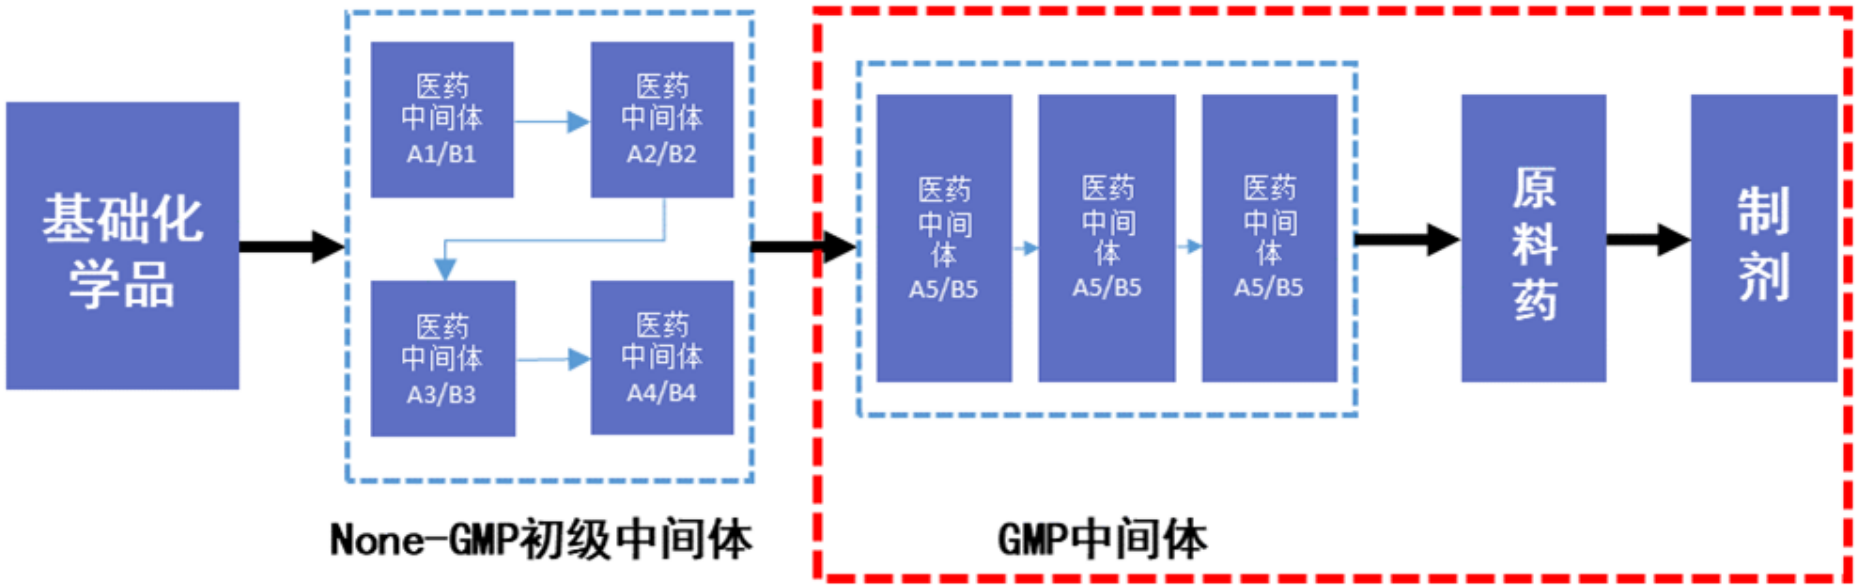 基础化
学品
医药
中间体
A1/B1
医药
中间体
A2/B2
医药
中间体
A3/B3
医药
中间体
A4/B4
None-GMP初级中间体
医药
中间
体
A5/B5
医药
中间
体
A5/B5
医药
中间
体
A5/B5
GMP中间体
原
料
药
制
剂